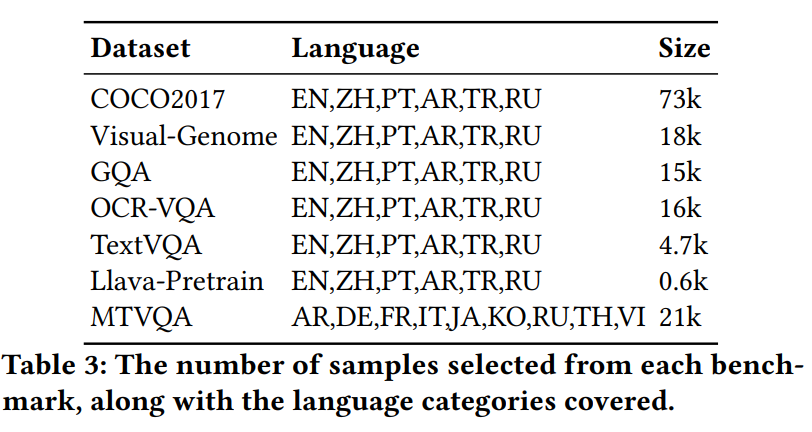 Dataset Language Size
COCO2017 EN,ZH,PT,AR,TR,RU 73k
Visual-Genome EN,ZH,PT,AR,TR,RU 18k
GQA EN,ZH,PT,AR,TR,RU 15k
OCR-VQA EN,ZH,PT,AR,TR,RU 16k
TextVQA EN,ZH,PT,AR,TR,RU 4.7k
Llava-Pretrain EN,ZH,PT,AR,TR,RU 0.6k
MTVQA AR,DE,FR,IT,JA,KO,RU,TH,VI 21k
Table 3: The number of samples selected from each bench-
mark, along with the language categories covered.